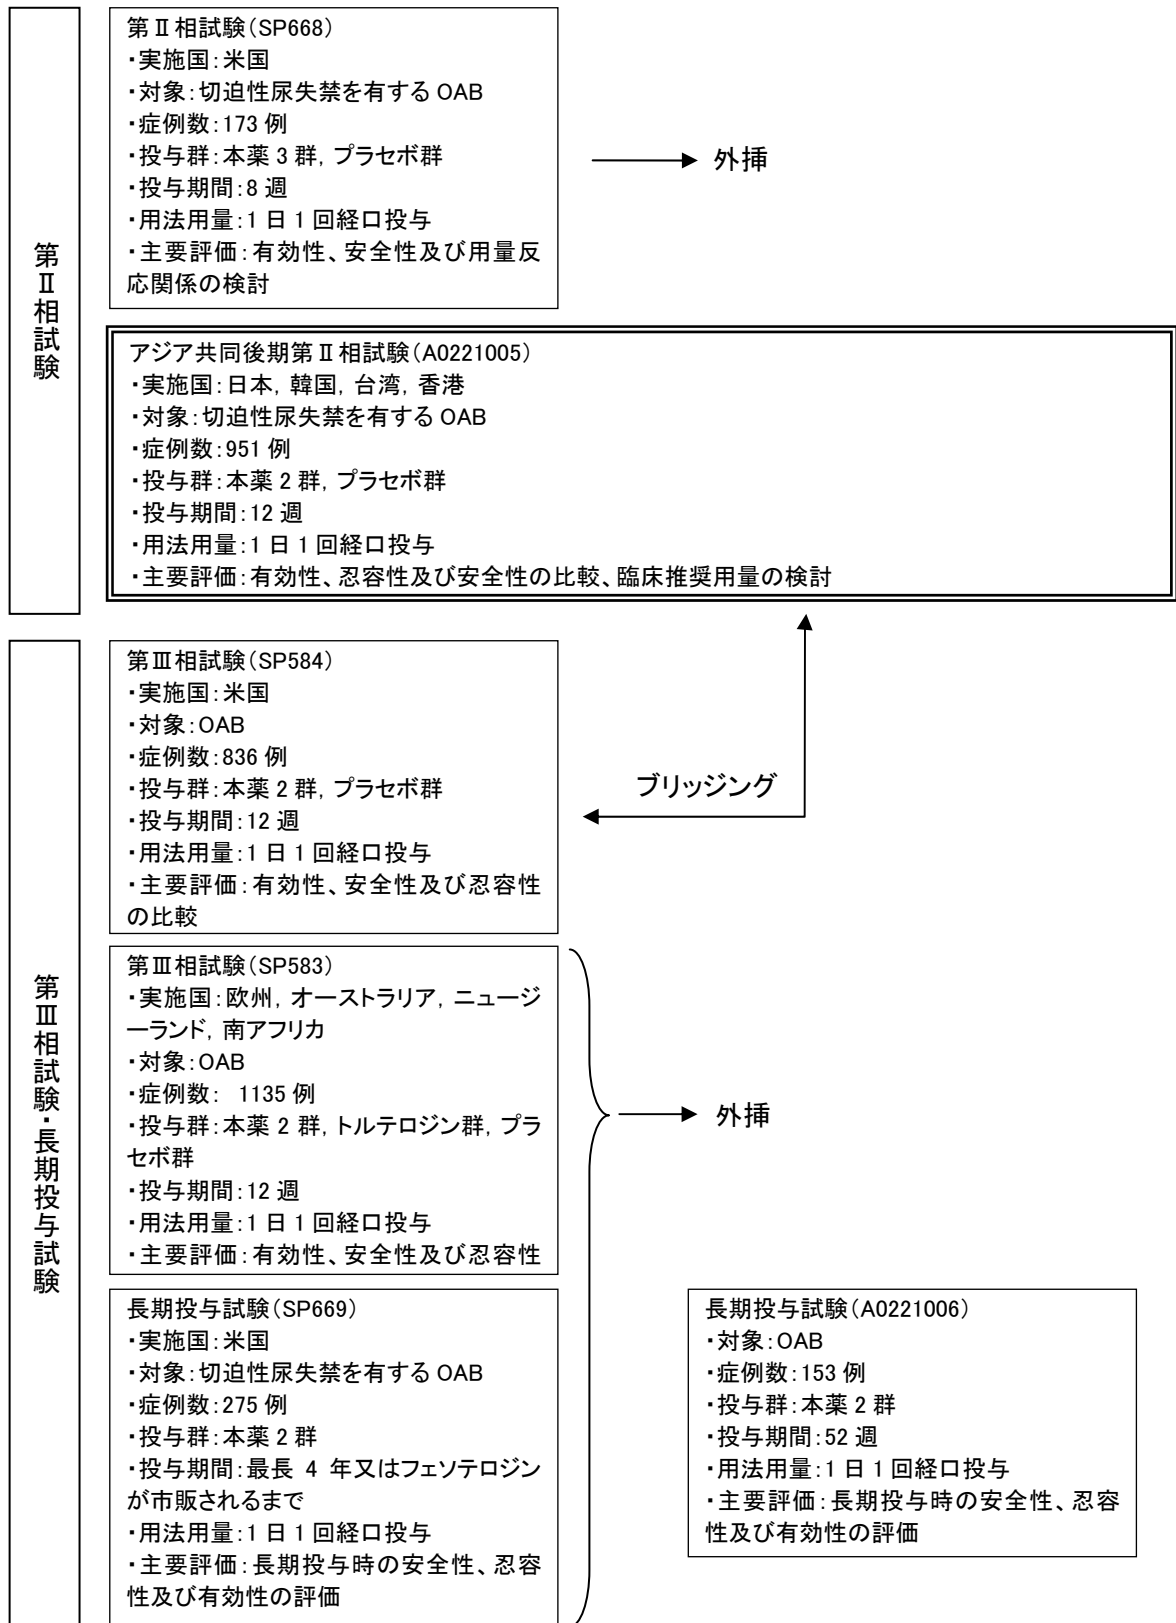 第Ⅱ相試験
第Ⅱ相試験(SP668)
・実施国:米国
・対象:切迫性尿失禁を有する OAB
・症例数:173 例
・投与群:本薬 3 群, プラセボ群
・投与期間:8 週
・用法用量:1 日 1 回経口投与
・主要評価:有効性、安全性及び用量反
応関係の検討
外挿
アジア共同後期第Ⅱ相試験(A0221005)
・実施国:日本, 韓国, 台湾, 香港
・対象:切迫性尿失禁を有する OAB
・症例数:951 例
・投与群:本薬 2 群, プラセボ群
・投与期間:12 週
・用法用量:1 日 1 回経口投与
・主要評価:有効性、忍容性及び安全性の比較、臨床推奨用量の検討
第Ⅲ相試験・長期投与試験
第Ⅲ相試験(SP584)
・実施国:米国
・対象:OAB
・症例数:836 例
・投与群:本薬 2 群, プラセボ群
・投与期間:12 週
・用法用量:1 日 1 回経口投与
・主要評価:有効性、安全性及び忍容性
の比較
ブリッジング
第Ⅲ相試験(SP583)
・実施国:欧州, オーストラリア, ニュージ
ーランド, 南アフリカ
・対象:OAB
・症例数: 1135 例
・投与群:本薬 2 群, トルテロジン群, プラ
セボ群
・投与期間:12 週
・用法用量:1 日 1 回経口投与
・主要評価:有効性、安全性及び忍容性
外挿
長期投与試験(SP669)
・実施国:米国
・対象:切迫性尿失禁を有する OAB
・症例数:275 例
・投与群:本薬 2 群
・投与期間:最長 4 年又はフェソテロジン
が市販されるまで
・用法用量:1 日 1 回経口投与
・主要評価:長期投与時の安全性、忍容
性及び有効性の評価
長期投与試験(A0221006)
・対象:OAB
・症例数:153 例
・投与群:本薬 2 群
・投与期間:52 週
・用法用量:1 日 1 回経口投与
・主要評価:長期投与時の安全性、忍容
性及び有効性の評価